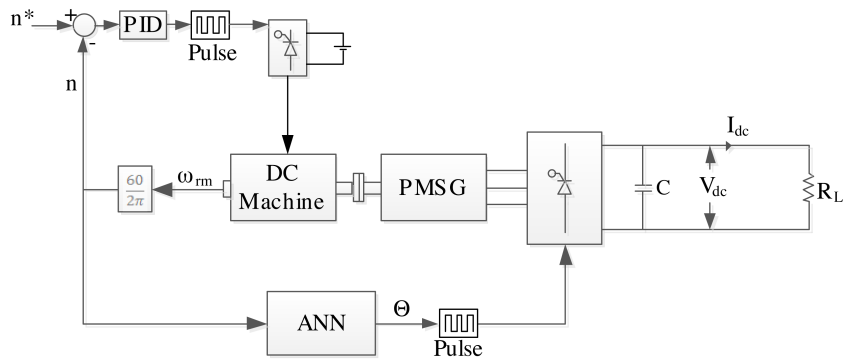 n*
+
-
PID
Pulse
n
60
2π
ωrm
DC
Machine
PMSG
C
Idc
Vdc
RL
ANN
Θ
Pulse